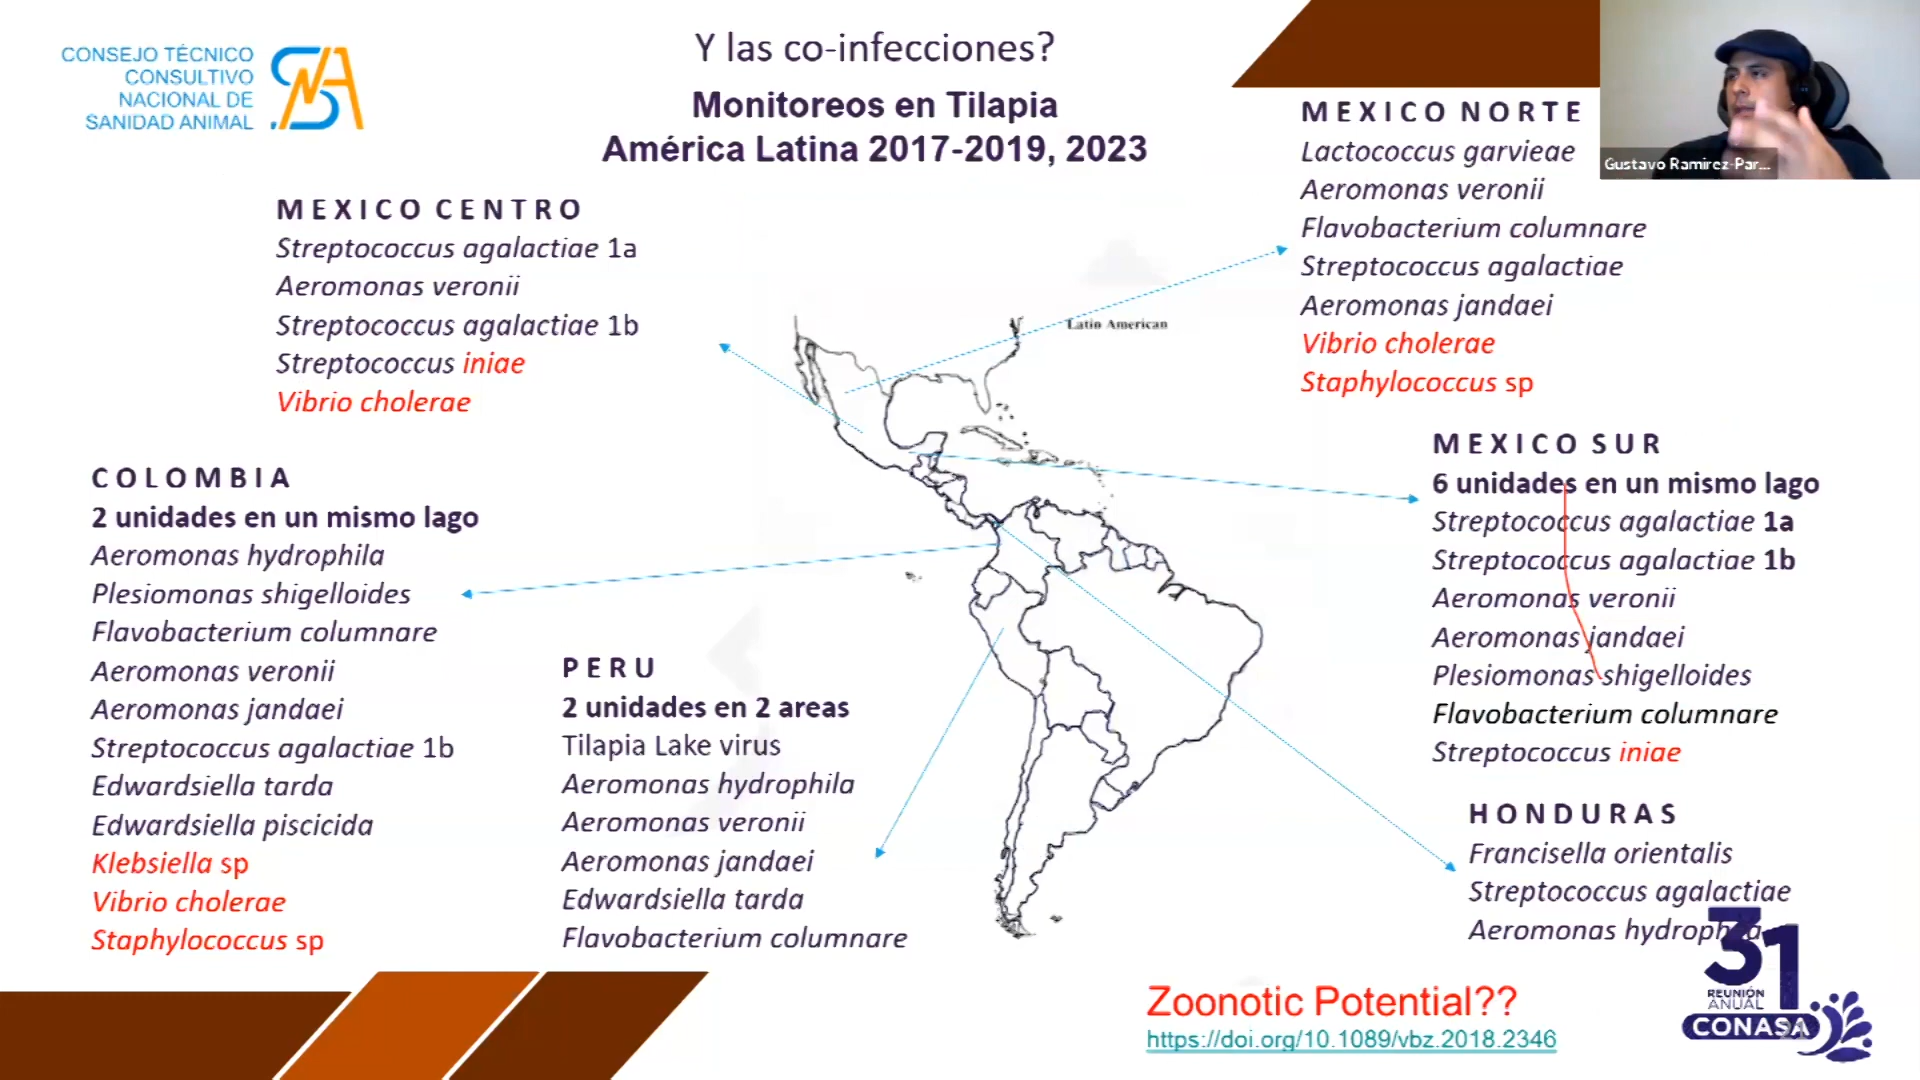 CONSEJO TÉCNICO
CONSULTIVO
NACIONAL DE
SANIDAD ANIMAL
Y las co-infecciones?
Monitoreos en Tilapia
América Latina 2017-2019, 2023
Gustavo Ramirez-Par...
MEXICO NORTE
Lactococcus garvieae
Aeromonas veronii
Flavobacterium columnare
Streptococcus agalactiae
Aeromonas jandaei
Vibrio cholerae
Staphylococcus sp
MEXICO CENTRO
Streptococcus agalactiae 1a
Aeromonas veronii
Streptococcus agalactiae 1b
Streptococcus iniae
Vibrio cholerae
Latin American
MEXICO SUR
6 unidades en un mismo lago
Streptococcus agalactiae 1a
Streptococcus agalactiae 1b
Aeromonas veronii
Aeromonas jandaei
Plesiomonas shigelloides
Flavobacterium columnare
Streptococcus iniae
COLOMBIA
2 unidades en un mismo lago
Aeromonas hydrophila
Plesiomonas shigelloides
Flavobacterium columnare
Aeromonas veronii
Aeromonas jandaei
Streptococcus agalactiae 1b
Edwardsiella tarda
Edwardsiella piscicida
Klebsiella sp
Vibrio cholerae
Staphylococcus sp
PERU
2 unidades en 2 areas
Tilapia Lake virus
Aeromonas hydrophila
Aeromonas veronii
Aeromonas jandaei
Edwardsiella tarda
Flavobacterium columnare
HONDURAS
Francisella orientalis
Streptococcus agalactiae
Aeromonas hydrophila
Zoonotic Potential??
https://doi.org/10.1089/vbz.2018.2346
31
REUNIÓN
ANUAL
CONASA
21